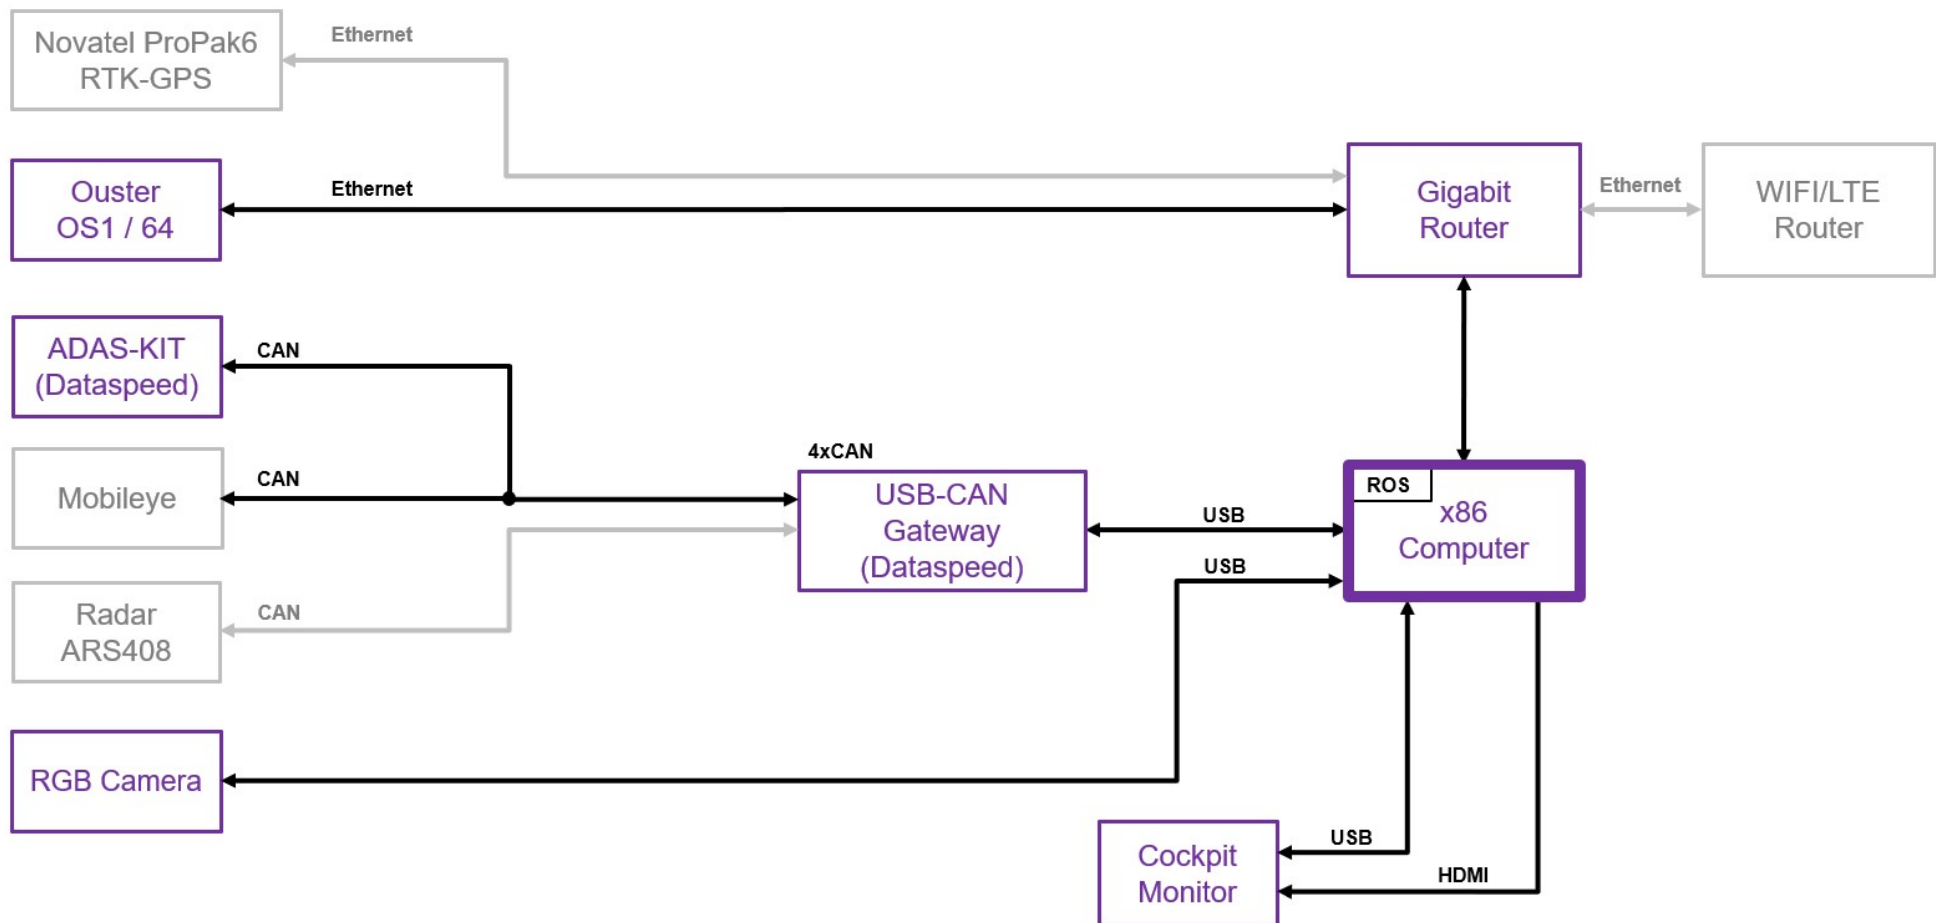 Novatel ProPak6
RTK-GPS
Ethernet
Ouster
OS1 / 64
Ethernet
Gigabit
Router
Ethernet
WIFI/LTE
Router
ADAS-KIT
(Dataspeed)
CAN
Mobileye
CAN
4xCAN
USB-CAN
Gateway
(Dataspeed)
USB
USB
ROS
x86
Computer
Radar
ARS408
CAN
RGB Camera
Cockpit
Monitor
USB
HDMI